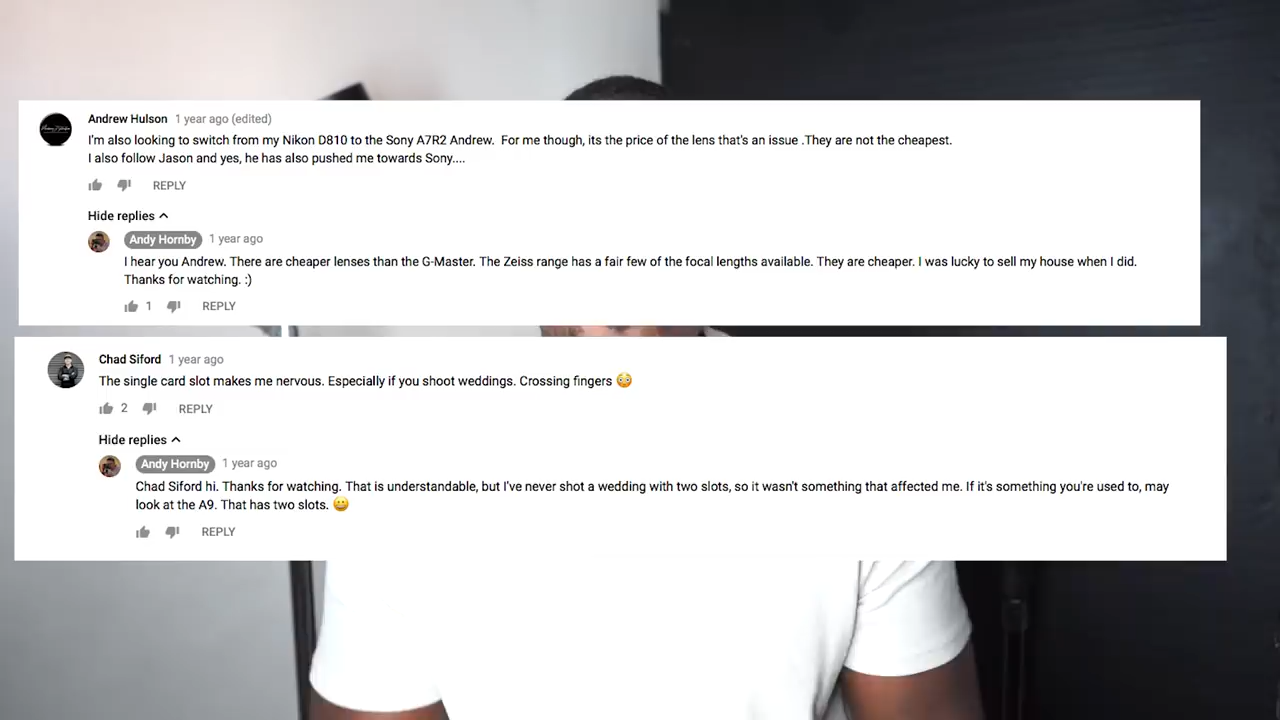 Andrew Hulson 1 year ago (edited)
I'm also looking to switch from my Nikon D810 to the Sony A7R2 Andrew. For me though, its the price of the lens that's an issue .They are not the cheapest.
I also follow Jason and yes, he has also pushed me towards Sony....
REPLY
Hide replies
Andy Hornby 1 year ago
I hear you Andrew. There are cheaper lenses than the G-Master. The Zeiss range has a fair few of the focal lengths available. They are cheaper. I was lucky to sell my house when I did.
Thanks for watching. :)
1 REPLY
Chad Siford 1 year ago
The single card slot makes me nervous. Especially if you shoot weddings. Crossing fingers 😳
2 REPLY
Hide replies
Andy Hornby 1 year ago
Chad Siford hi. Thanks for watching. That is understandable, but I've never shot a wedding with two slots, so it wasn't something that affected me. If it's something you're used to, may
look at the A9. That has two slots. 😀
REPLY